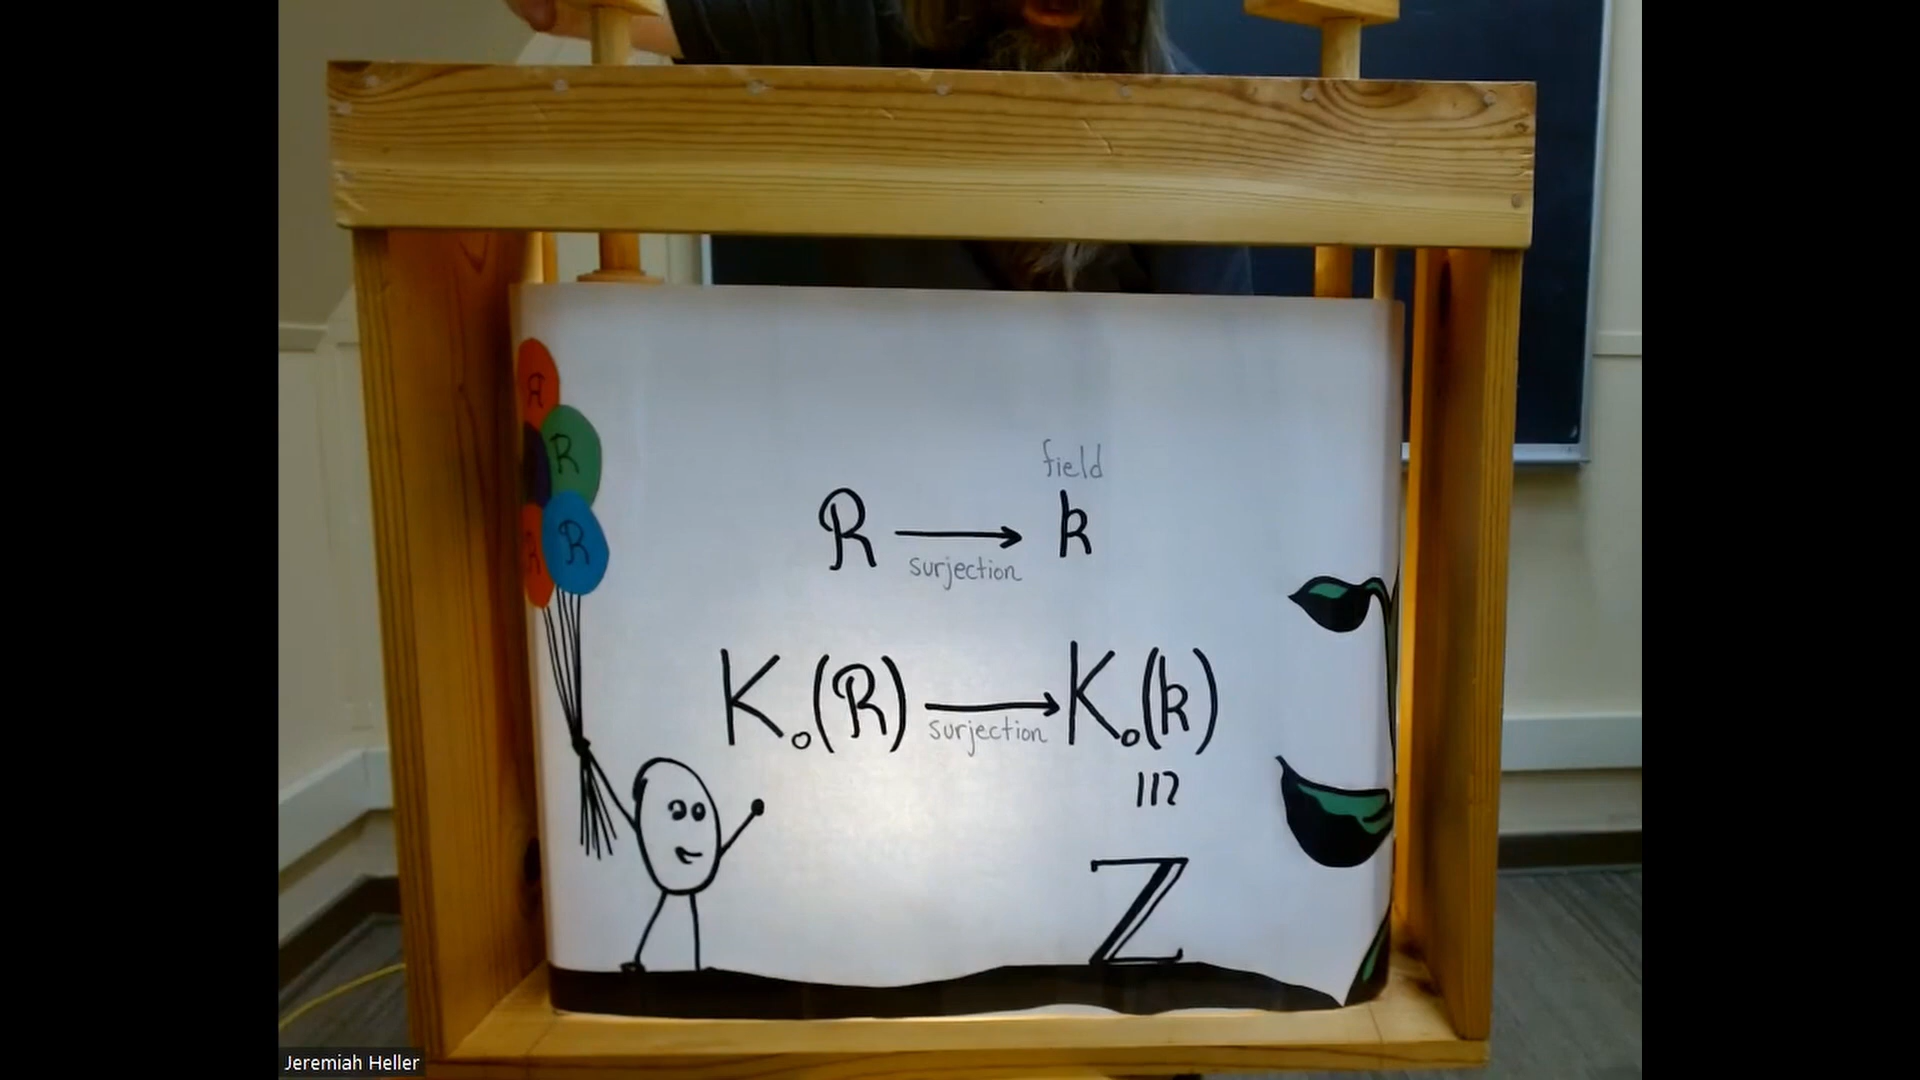 R
R
R
R
field
R → k
surjection
K₀(R) → K₀(k)
surjection
≅
ℤ
Jeremiah Heller